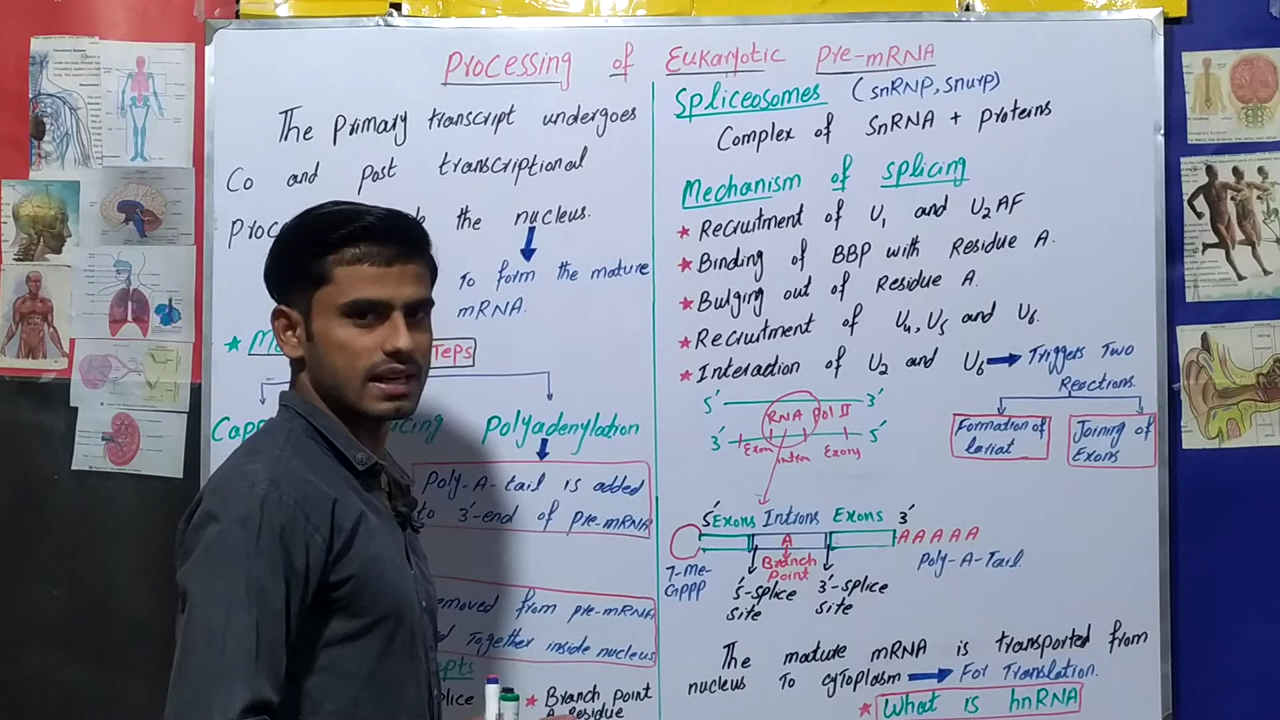 Processing of Eukaryotic Pre-mRNA
The Primary transcript undergoes
Co and Post transcriptional
the nucleus.
To form the mature
mRNA.
Polyadenylation
Poly-A-tail is added
to 3'-end of Pre-mRNA
from Pre-mRNA
Together inside nucleus
* Branch Point
A Residue
Spliceosomes (snRNP, snurp)
Complex of SnRNA + Proteins
Mechanism of splicing
* Recruitment of U1 and U2AF
* Binding of BBP with Residue A.
* Bulging out of Residue A.
* Recruitment of U4, U5 and U6.
* Interaction of U2 and U6 → Triggers Two
Reactions.
Formation of
lariat
Joining of
Exons
5' 3'
RNA Pol II
3' 5'
Exon Intron Exons
5' Exons Introns Exons 3'
A A A A A A
Branch
Point
7-Me-
GPPP
Poly-A-Tail.
5'-splice
site
3'-splice
site
The mature mRNA is transported from
nucleus To cytoplasm → For Translation.
* What is hnRNA